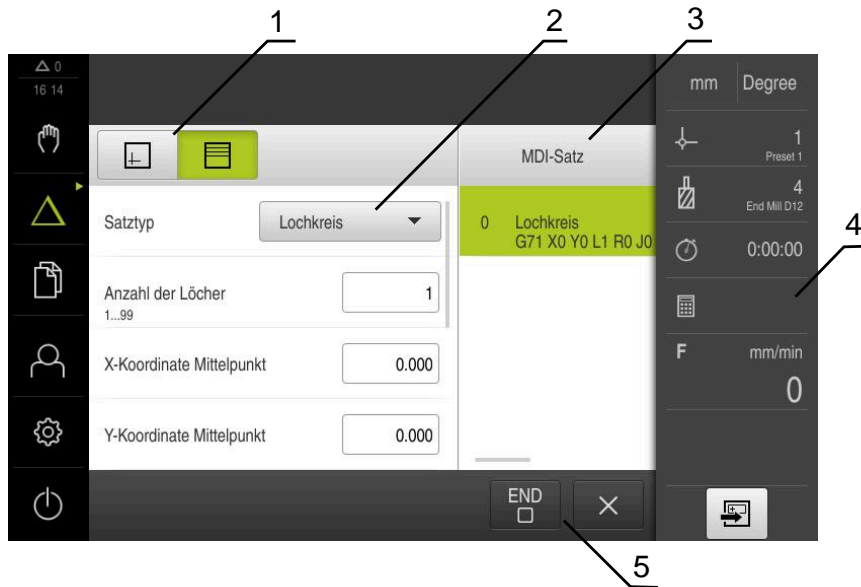 1
2
3
0
16 14
mm Degree
1
Preset 1
MDI-Satz
4
End Mill D12
Satztyp
Lochkreis
0 Lochkreis
G71 X0 Y0 L1 R0 J0
4
0:00:00
Anzahl der Löcher
1...99
1
X-Koordinate Mittelpunkt
0.000
F mm/min
0
Y-Koordinate Mittelpunkt
0.000
END
5